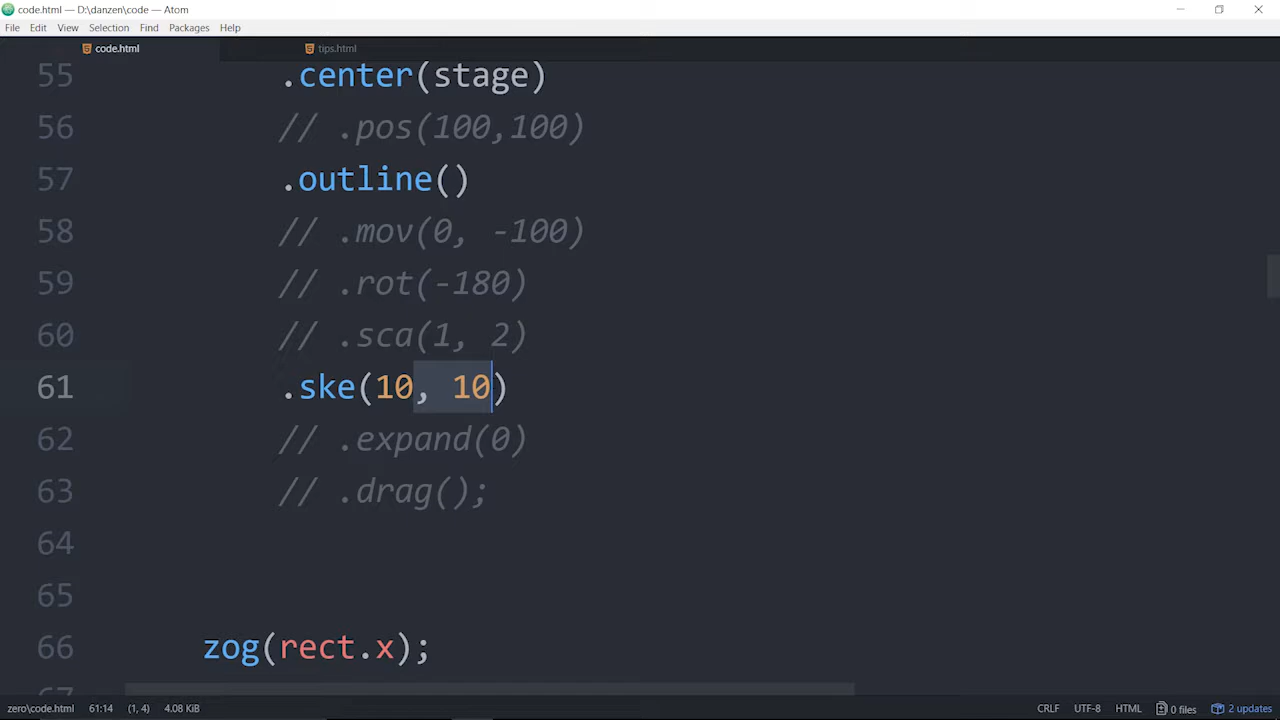 code.html — D:\danzen\code — Atom
File Edit View Selection Find Packages Help
code.html tips.html
55 .center(stage)
56 // .pos(100,100)
57 .outline()
58 // .mov(0, -100)
59 // .rot(-180)
60 // .sca(1, 2)
61 .ske(10, 10)
62 // .expand(0)
63 // .drag();
64
65
66 zog(rect.x);
67
zero\code.html 61:14 (1, 4) 4.08 KiB CRLF UTF-8 HTML 0 files 2 updates